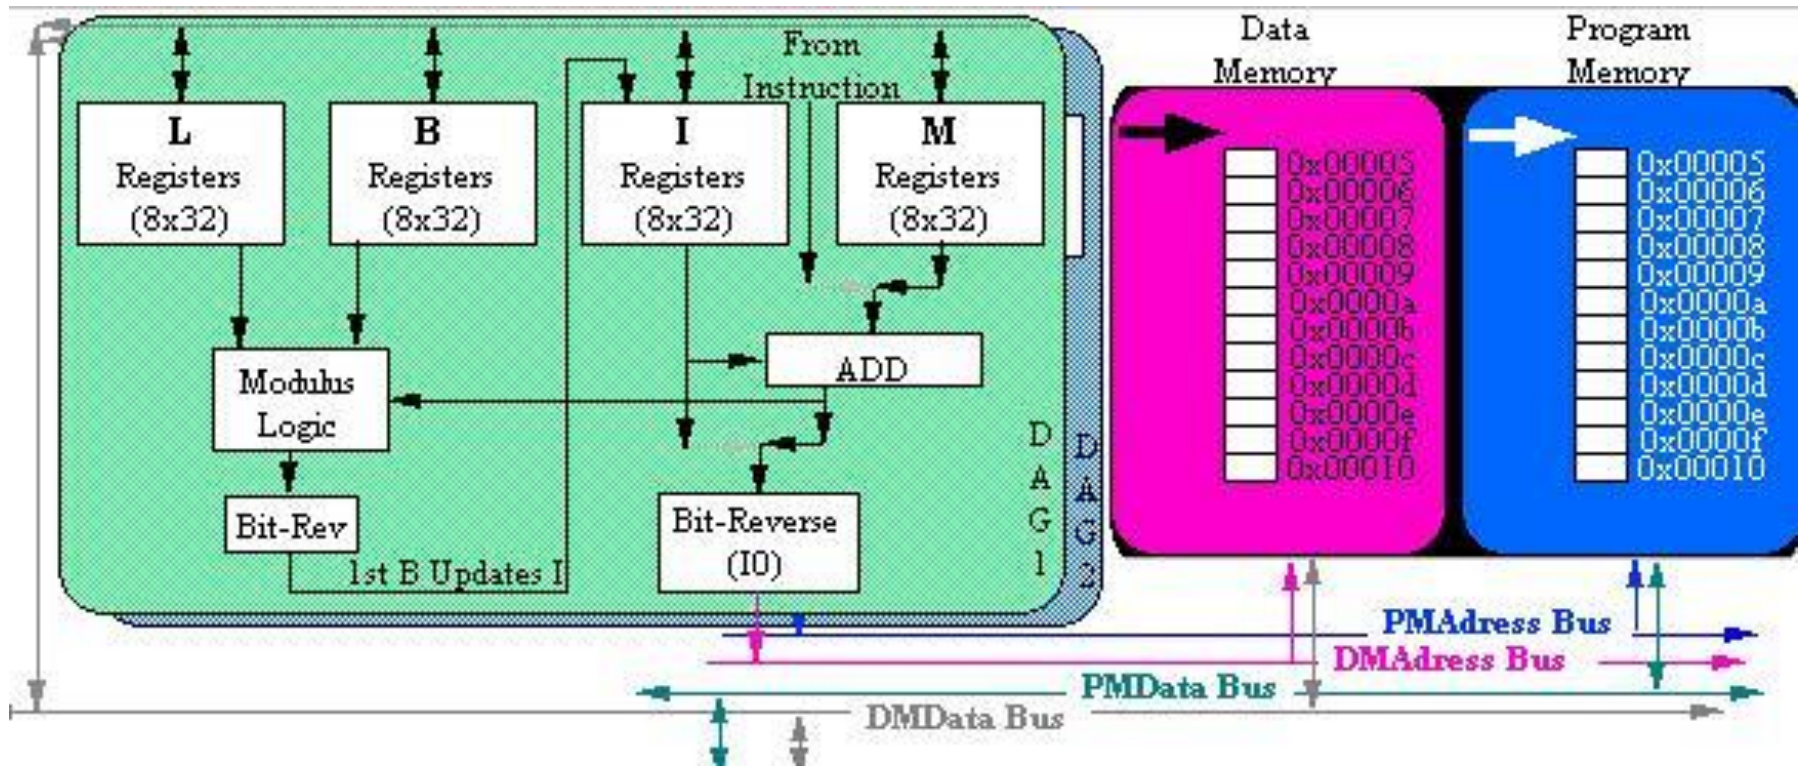 From
Instruction
L
Registers
(8x32)
B
Registers
(8x32)
I
Registers
(8x32)
M
Registers
(8x32)
ADD
Modulus
Logic
Bit-Rev
1st B Updates I
Bit-Reverse
(I0)
D
A
G
1
D
A
G
2
Data
Memory
0x00005
0x00006
0x00007
0x00008
0x00009
0x0000a
0x0000b
0x0000c
0x0000d
0x0000e
0x0000f
0x00010
Program
Memory
0x00005
0x00006
0x00007
0x00008
0x00009
0x0000a
0x0000b
0x0000c
0x0000d
0x0000e
0x0000f
0x00010
PMAdress Bus
DMAdress Bus
PMData Bus
DMData Bus